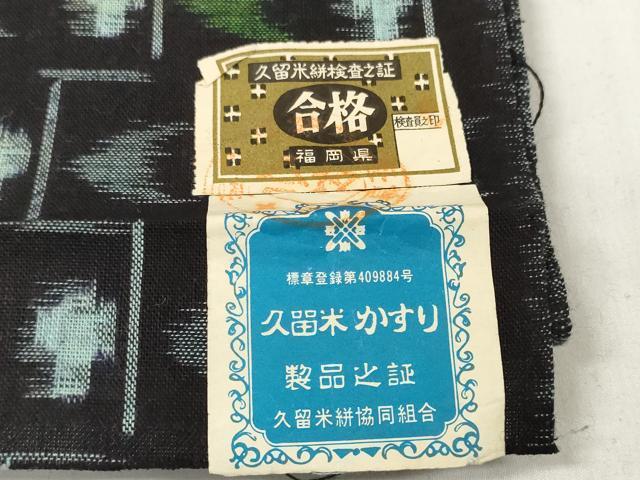 久留米絣検査之証
合格
検査員之印
福岡県
標章登録第409884号
久留米かすり
製品之証
久留米絣協同組合